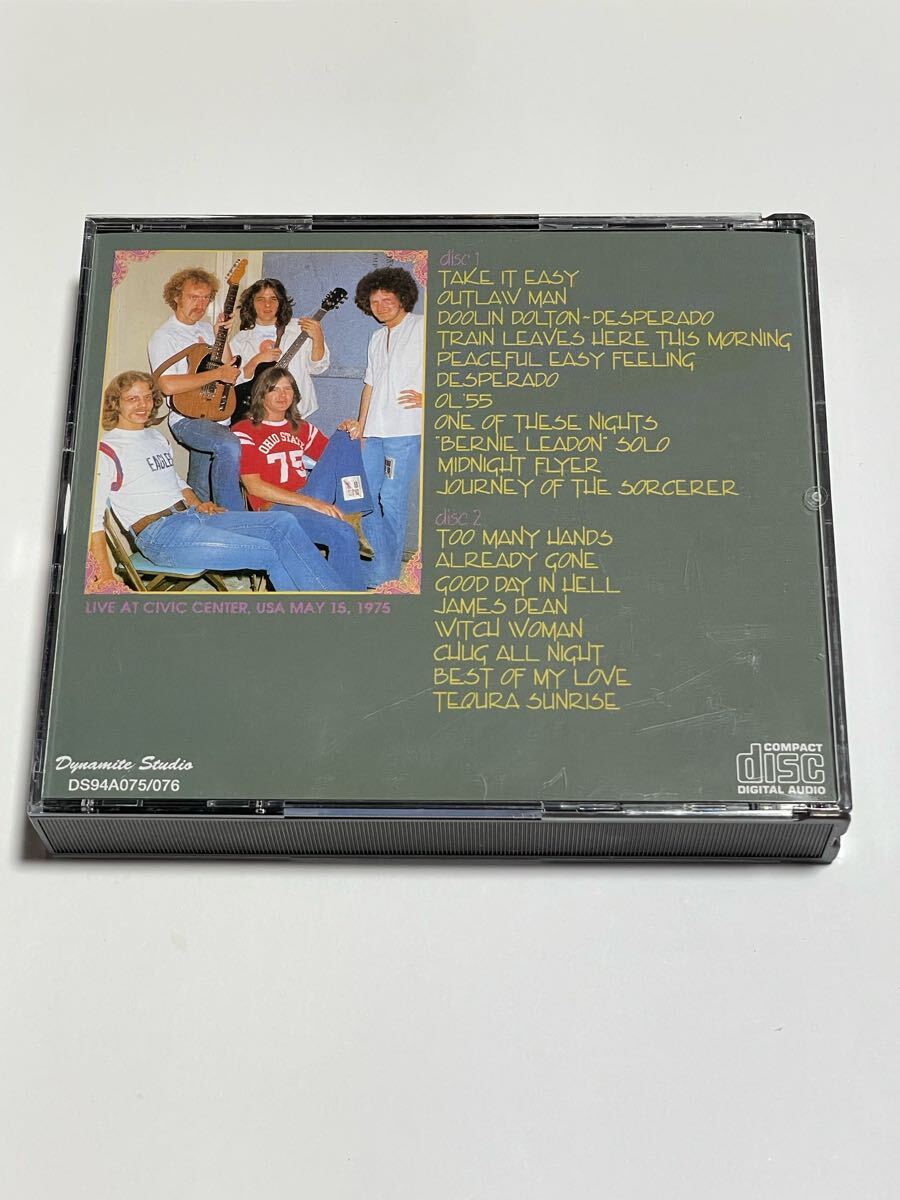 disc 1
TAKE IT EASY
OUTLAW MAN
DOOLIN DOLTON~DESPERADO
TRAIN LEAVES HERE THIS MORNING
PEACEFUL EASY FEELING
DESPERADO
OL'55
ONE OF THESE NIGHTS
"BERNIE LEADON" SOLO
MIDNIGHT FLYER
JOURNEY OF THE SORCERER
disc 2
TOO MANY HANDS
ALREADY GONE
GOOD DAY IN HELL
JAMES DEAN
WITCH WOMAN
CHUG ALL NIGHT
BEST OF MY LOVE
TEQURA SUNRISE
EAGLES
OHIO STATE
75
LIVE AT CIVIC CENTER, USA MAY 15, 1975
Dynamite Studio
DS94A075/076
COMPACT
disc
DIGITAL AUDIO